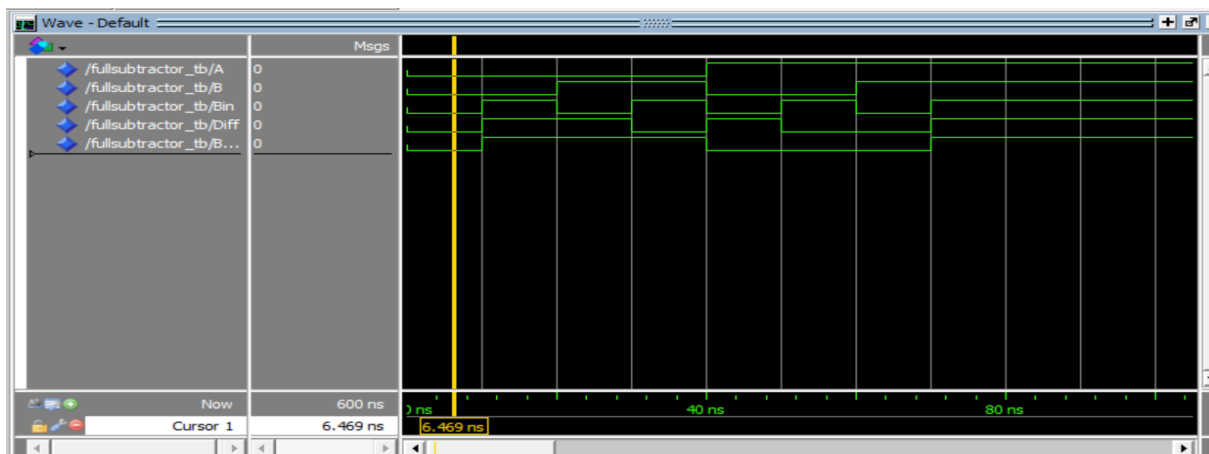 Wave - Default
Msgs
/fullsubtractor_tb/A 0
/fullsubtractor_tb/B 0
/fullsubtractor_tb/Bin 0
/fullsubtractor_tb/Diff 0
/fullsubtractor_tb/B... 0
Now 600 ns
ns 40 ns 80 ns
Cursor 1 6.469 ns 6.469 ns